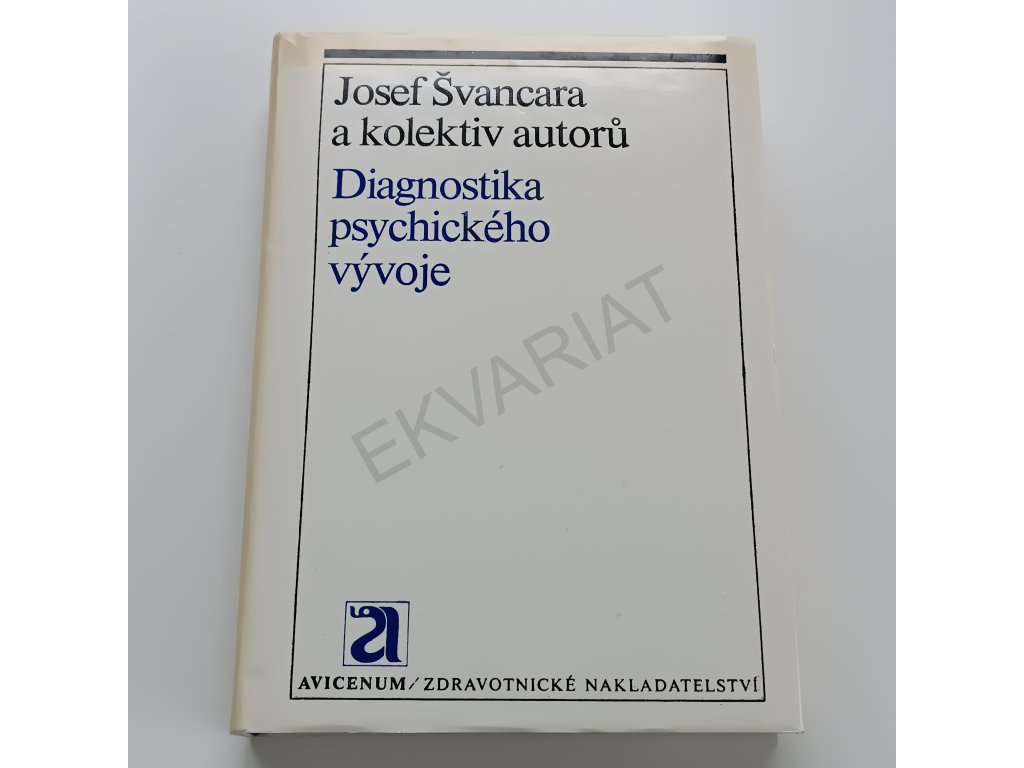 Josef Švancara
a kolektiv autorů
Diagnostika
psychického
vývoje
EKVARIAT
a
AVICENUM/ZDRAVOTNICKÉ NAKLADATELSTVÍ